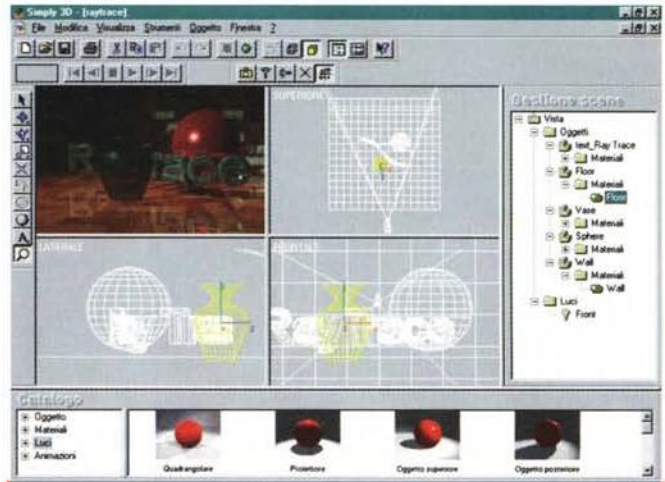 Simply 3D - [raytrace]
File Modifica Visualizza Strumenti Oggetto Finestra ?
SUPERIORE
LATERALE
FRONTALE
Gestione scene
Vista
Oggetti
text_Ray Trace
Materiali
Floor
Materiali
Floor
Vase
Materiali
Sphere
Materiali
Wall
Materiali
Wall
Luci
Front
Catalogo
Oggetto
Materiali
Luci
Animazioni
Quadrangolare
Proiettore
Oggetto superiore
Oggetto posteriore